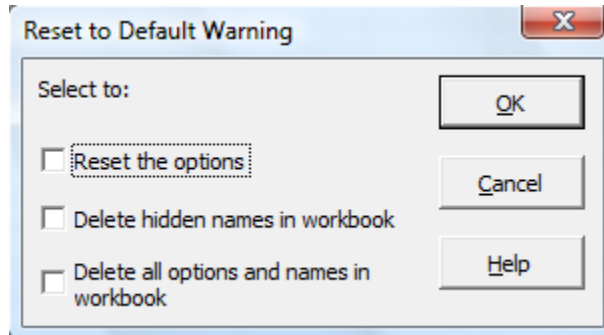 Reset to Default Warning
Select to:
OK
Reset the options
Cancel
Delete hidden names in workbook
Help
Delete all options and names in
workbook